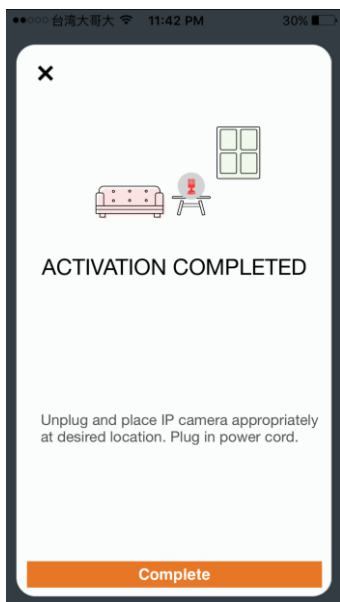 台湾大哥大 11:42 PM 30%
ACTIVATION COMPLETED
Unplug and place IP camera appropriately
at desired location. Plug in power cord.
Complete